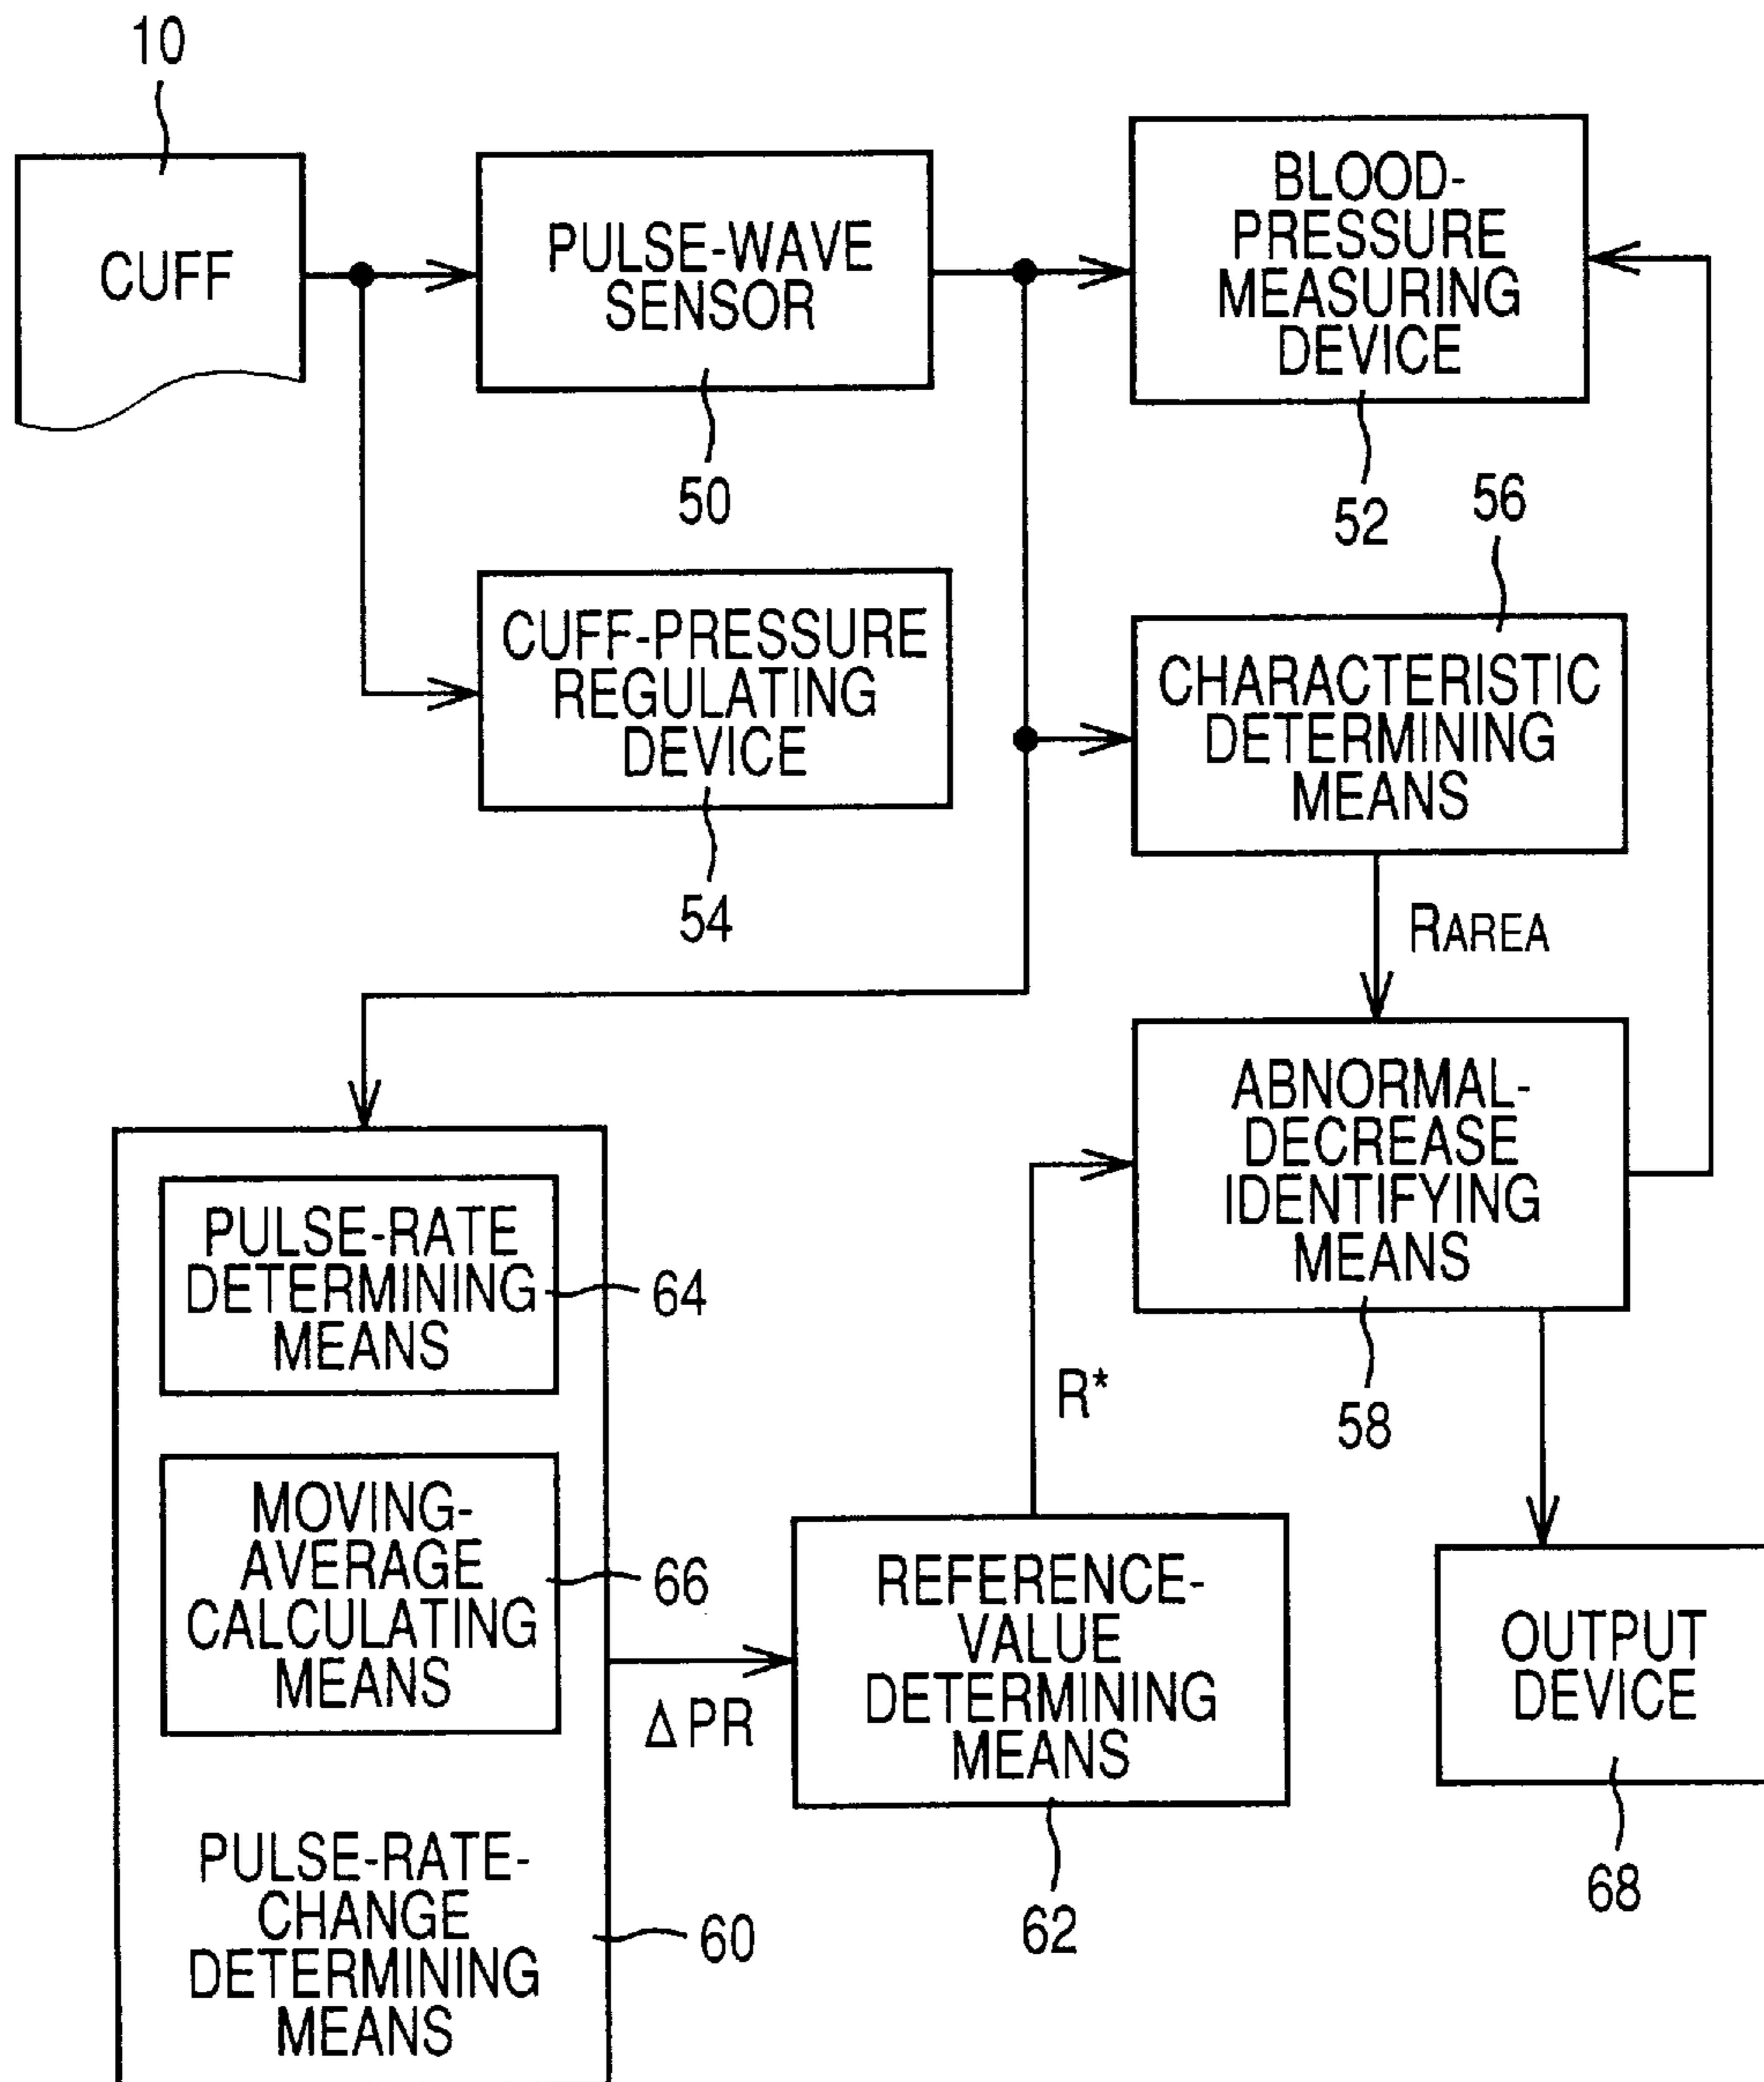 10
CUFF
PULSE-WAVE
SENSOR
50
BLOOD-
PRESSURE
MEASURING
DEVICE
52
CUFF-PRESSURE
REGULATING
DEVICE
54
56
CHARACTERISTIC
DETERMINING
MEANS
RAREA
ABNORMAL-
DECREASE
IDENTIFYING
MEANS
58
PULSE-RATE
DETERMINING
MEANS
64
MOVING-
AVERAGE
CALCULATING
MEANS
66
PULSE-RATE-
CHANGE
DETERMINING
MEANS
60
ΔPR
R*
REFERENCE-
VALUE
DETERMINING
MEANS
62
OUTPUT
DEVICE
68